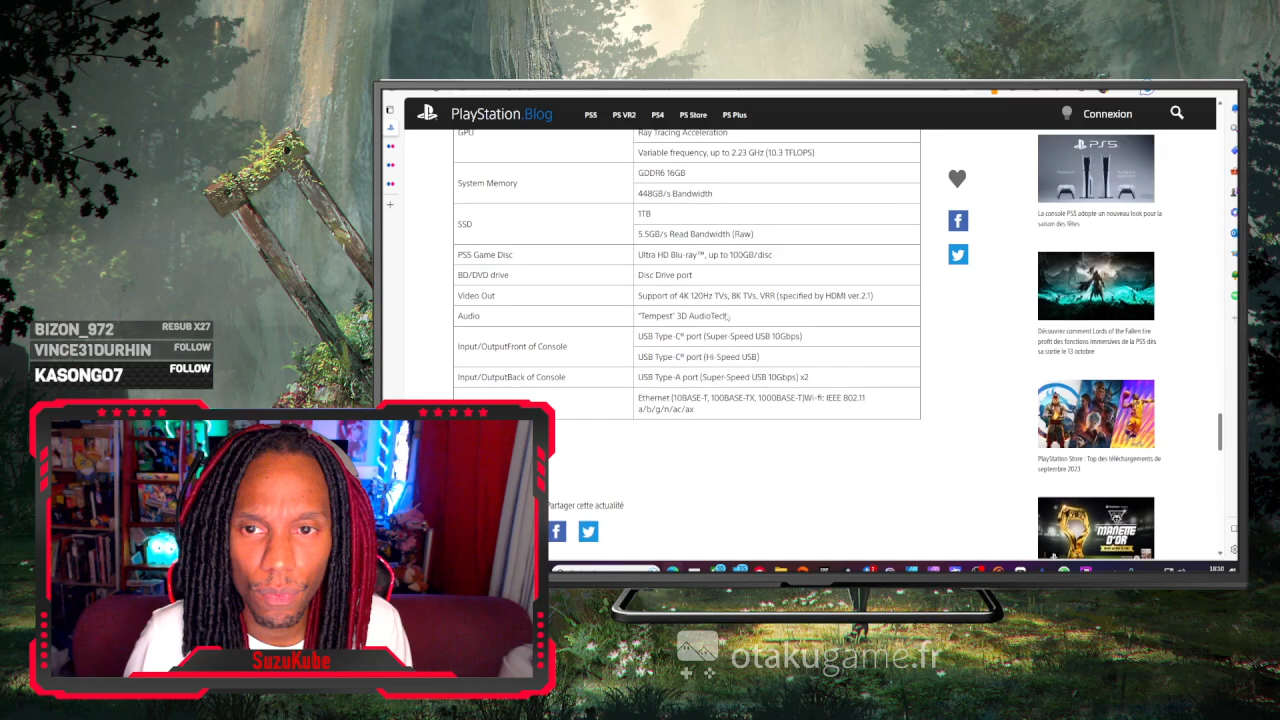 PlayStation.Blog
PS5
PS VR2
PS4
PS Store
PS Plus
Connexion
GPU
Ray Tracing Acceleration
Variable frequency, up to 2.23 GHz (10.3 TFLOPS)
System Memory
GDDR6 16GB
448GB/s Bandwidth
SSD
1TB
5.5GB/s Read Bandwidth (Raw)
PS5 Game Disc
Ultra HD Blu-ray™, up to 100GB/disc
BD/DVD drive
Disc Drive port
Video Out
Support of 4K 120Hz TVs, 8K TVs, VRR (specified by HDMI ver.2.1)
Audio
"Tempest" 3D AudioTech
Input/OutputFront of Console
USB Type-C® port (Super-Speed USB 10Gbps)
USB Type-C® port (Hi-Speed USB)
Input/OutputBack of Console
USB Type-A port (Super-Speed USB 10Gbps) x2
Ethernet (10BASE-T, 100BASE-TX, 1000BASE-T)Wi-fi: IEEE 802.11
a/b/g/n/ac/ax
Partager cette actualité
PS5
La console PS5 adopte un nouveau look pour la
saison des fêtes
Découvrez comment Lords of the Fallen tire
profit des fonctions immersives de la PS5 dès
sa sortie le 13 octobre
PlayStation Store : Top des téléchargements de
septembre 2023
MANETTE
D'OR
18:10
BIZON_972
RESUB X27
VINCE31DURHIN
FOLLOW
KASONGO7
FOLLOW
SuzuKube
otakugame.fr